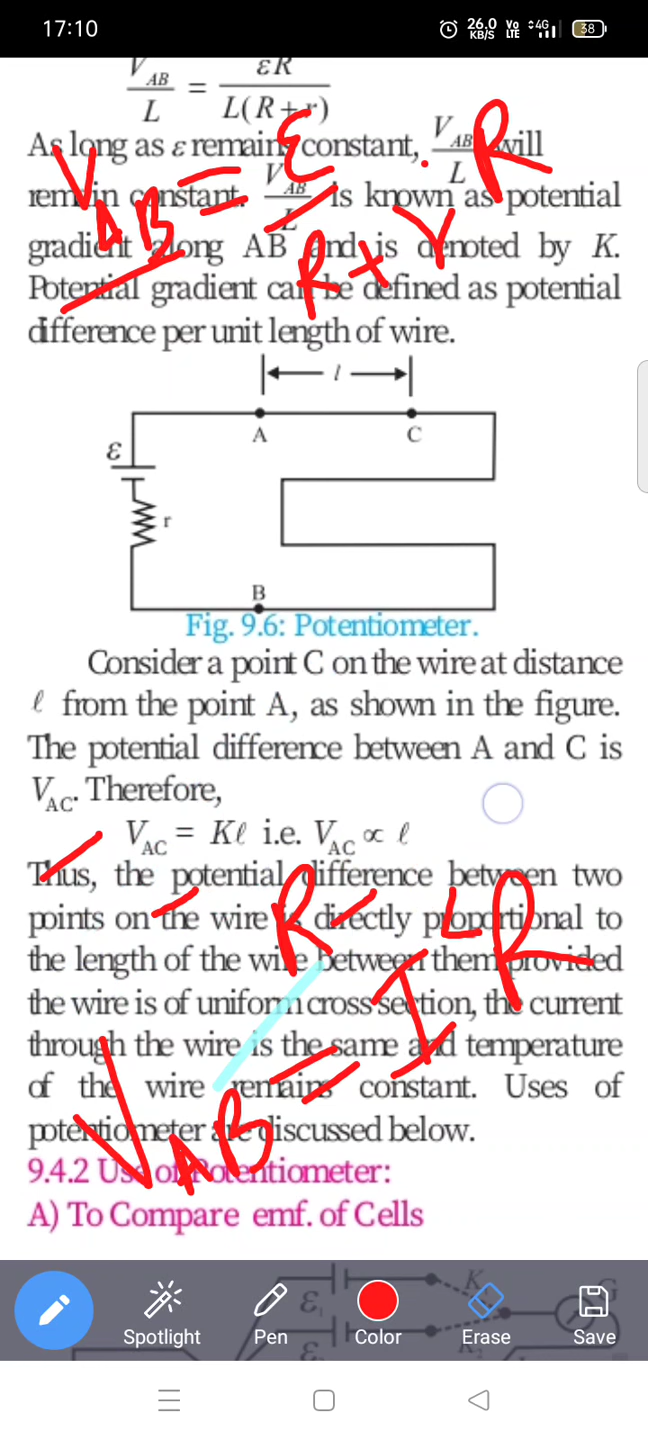 17:10
26.0 KB/S Vo LTE 4G 38
V_AB / L = εR / L(R+r)
As long as ε remains constant, V_AB / L will
remain constant. V_AB / L is known as potential
gradient along AB and is denoted by K.
Potential gradient can be defined as potential
difference per unit length of wire.
l
A C
ε
r
B
Fig. 9.6: Potentiometer.
Consider a point C on the wire at distance
ℓ from the point A, as shown in the figure.
The potential difference between A and C is
V_AC. Therefore,
V_AC = Kℓ i.e. V_AC ∝ ℓ
Thus, the potential difference between two
points on the wire is directly proportional to
the length of the wire between them provided
the wire is of uniform cross section, the current
through the wire is the same and temperature
of the wire remains constant. Uses of
potentiometer are discussed below.
9.4.2 Use of Potentiometer:
A) To Compare emf. of Cells
V_AB = ε R
R + r
V_AB = I R
Spotlight Pen Color Erase Save